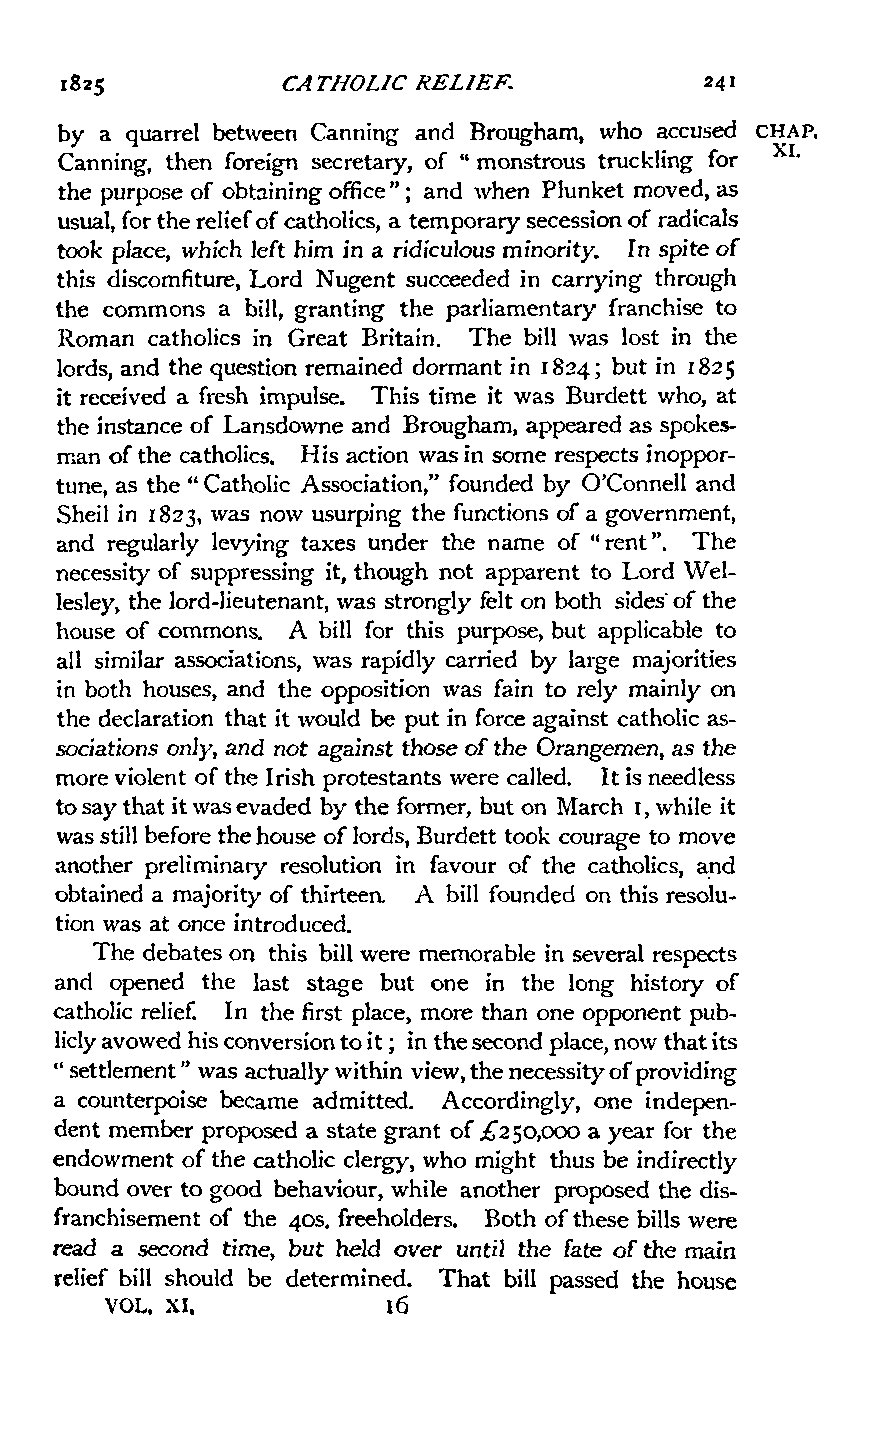 1825 CATHOLIC RELIEF. 241
by a quarrel between Canning and Brougham, who accused CHAP.
Canning, then foreign secretary, of " monstrous truckling for XI.
the purpose of obtaining office" ; and when Plunket moved, as
usual, for the relief of catholics, a temporary secession of radicals
took place, which left him in a ridiculous minority. In spite of
this discomfiture, Lord Nugent succeeded in carrying through
the commons a bill, granting the parliamentary franchise to
Roman catholics in Great Britain. The bill was lost in the
lords, and the question remained dormant in 1824 ; but in 1825
it received a fresh impulse. This time it was Burdett who, at
the instance of Lansdowne and Brougham, appeared as spokes-
man of the catholics. His action was in some respects inoppor-
tune, as the " Catholic Association," founded by O'Connell and
Sheil in 1823, was now usurping the functions of a government,
and regularly levying taxes under the name of " rent ". The
necessity of suppressing it, though not apparent to Lord Wel-
lesley, the lord-lieutenant, was strongly felt on both sides of the
house of commons. A bill for this purpose, but applicable to
all similar associations, was rapidly carried by large majorities
in both houses, and the opposition was fain to rely mainly on
the declaration that it would be put in force against catholic as-
sociations only, and not against those of the Orangemen, as the
more violent of the Irish protestants were called. It is needless
to say that it was evaded by the former, but on March 1, while it
was still before the house of lords, Burdett took courage to move
another preliminary resolution in favour of the catholics, and
obtained a majority of thirteen. A bill founded on this resolu-
tion was at once introduced.
The debates on this bill were memorable in several respects
and opened the last stage but one in the long history of
catholic relief. In the first place, more than one opponent pub-
licly avowed his conversion to it ; in the second place, now that its
" settlement " was actually within view, the necessity of providing
a counterpoise became admitted. Accordingly, one indepen-
dent member proposed a state grant of £250,000 a year for the
endowment of the catholic clergy, who might thus be indirectly
bound over to good behaviour, while another proposed the dis-
franchisement of the 40s. freeholders. Both of these bills were
read a second time, but held over until the fate of the main
relief bill should be determined. That bill passed the house
VOL. XI. 16